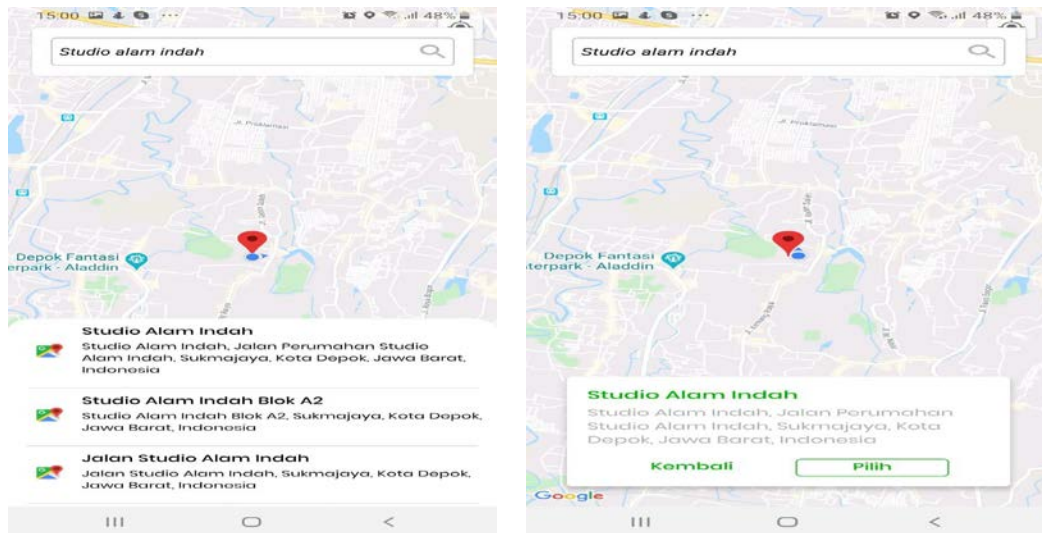 15:00 ... 48%
Studio alam indah
Jl. Proklamasi
Depok Fantasi
erpark - Aladdin
Studio Alam Indah
Studio Alam Indah, Jalan Perumahan Studio
Alam Indah, Sukmajaya, Kota Depok, Jawa Barat,
Indonesia
Studio Alam Indah Blok A2
Studio Alam Indah Blok A2, Sukmajaya, Kota Depok,
Jawa Barat, Indonesia
Jalan Studio Alam Indah
Jalan Studio Alam Indah, Sukmajaya, Kota Depok,
Jawa Barat, Indonesia
15:00 ... 48%
Studio alam indah
Jl. Proklamasi
Depok Fantasi
terpark - Aladdin
Studio Alam Indah
Studio Alam Indah, Jalan Perumahan
Studio Alam Indah, Sukmajaya, Kota
Depok, Jawa Barat, Indonesia
Kembali Pilih
Google